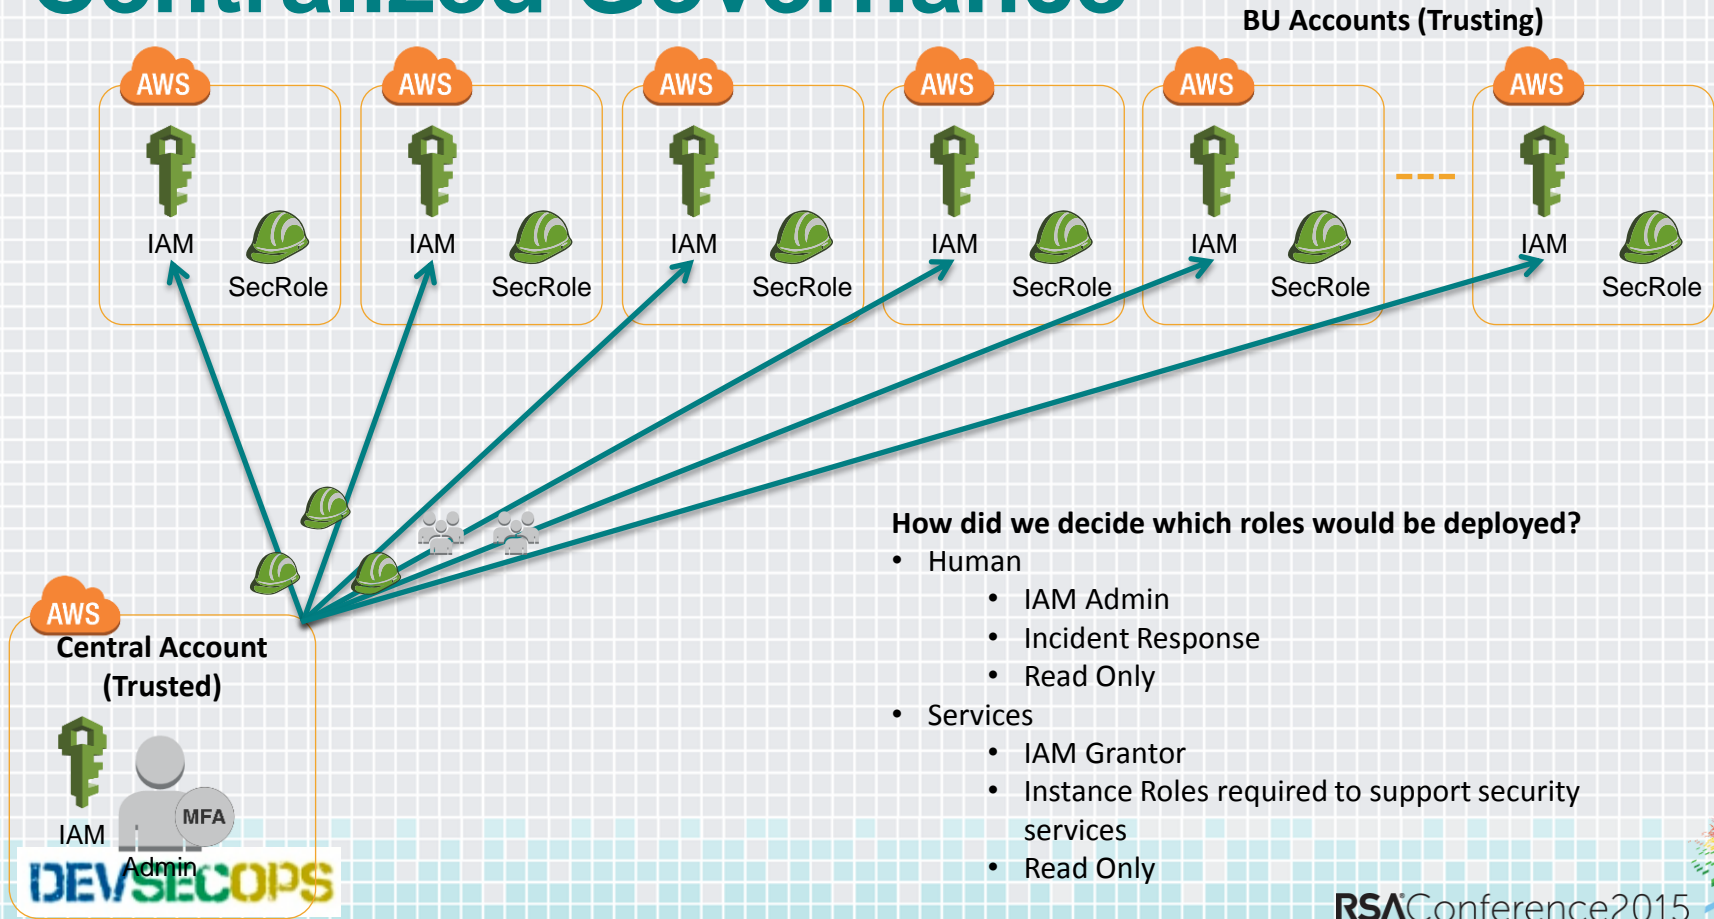 Centralized Governance
BU Accounts (Trusting)
AWS AWS AWS AWS AWS AWS
IAM IAM IAM IAM IAM IAM
SecRole SecRole SecRole SecRole SecRole SecRole
How did we decide which roles would be deployed?
• Human
• IAM Admin
• Incident Response
• Read Only
• Services
• IAM Grantor
• Instance Roles required to support security
services
• Read Only
AWS
Central Account
(Trusted)
MFA
IAM
Admin
DEVSECOPS
RSAConference2015